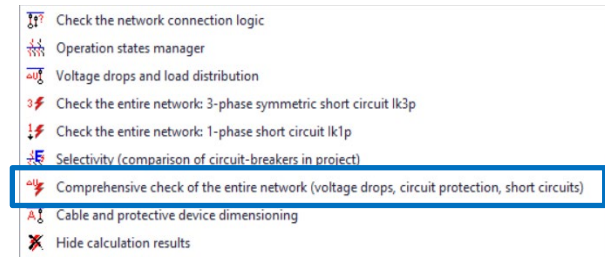 Check the network connection logic
Operation states manager
Voltage drops and load distribution
Check the entire network: 3-phase symmetric short circuit Ik3p
Check the entire network: 1-phase short circuit Ik1p
Selectivity (comparison of circuit-breakers in project)
Comprehensive check of the entire network (voltage drops, circuit protection, short circuits)
Cable and protective device dimensioning
Hide calculation results